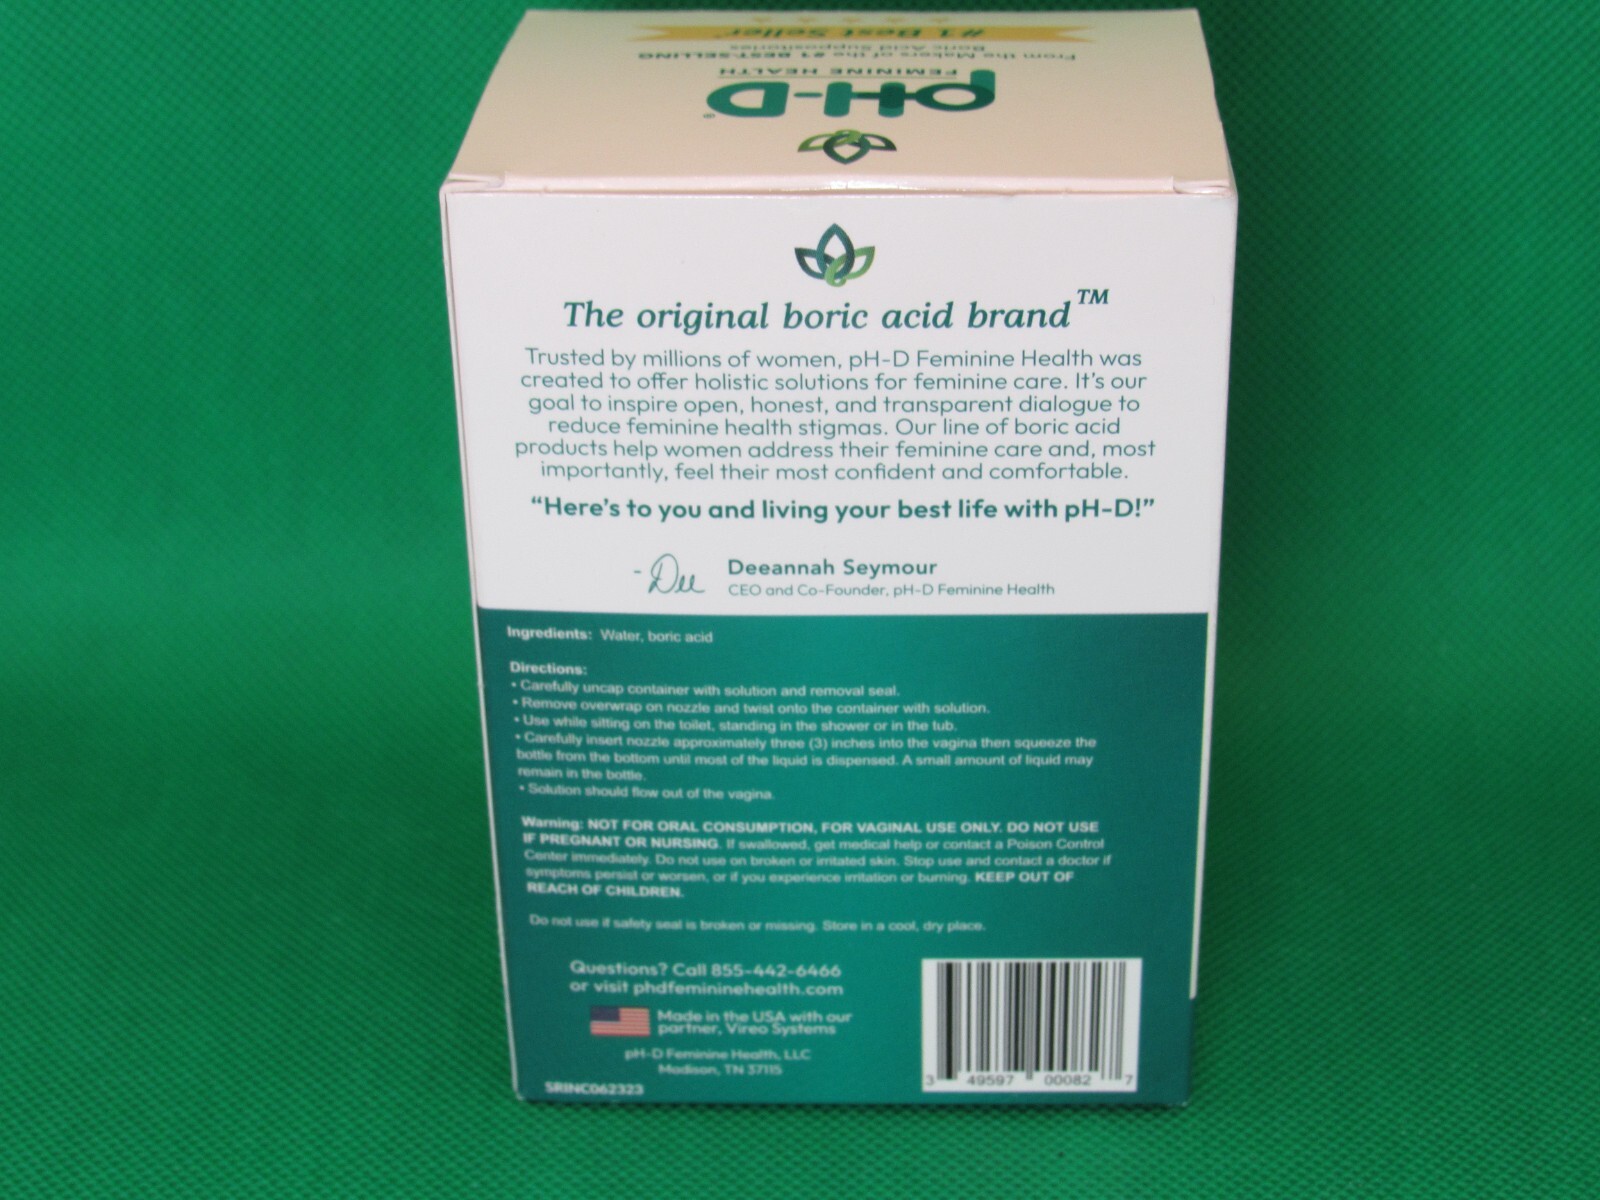 #1 Best Seller*
From the Makers of the #1 BEST-SELLING
Boric Acid Suppositories
FEMININE HEALTH
pH-D®
The original boric acid brand™
Trusted by millions of women, pH-D Feminine Health was
created to offer holistic solutions for feminine care. It's our
goal to inspire open, honest, and transparent dialogue to
reduce feminine health stigmas. Our line of boric acid
products help women address their feminine care and, most
importantly, feel their most confident and comfortable.
"Here's to you and living your best life with pH-D!"
- Dee
Deeannah Seymour
CEO and Co-Founder, pH-D Feminine Health
Ingredients: Water, boric acid
Directions:
• Carefully uncap container with solution and removal seal.
• Remove overwrap on nozzle and twist onto the container with solution.
• Use while sitting on the toilet, standing in the shower or in the tub.
• Carefully insert nozzle approximately three (3) inches into the vagina then squeeze the
bottle from the bottom until most of the liquid is dispensed. A small amount of liquid may
remain in the bottle.
• Solution should flow out of the vagina.
Warning: NOT FOR ORAL CONSUMPTION, FOR VAGINAL USE ONLY. DO NOT USE
IF PREGNANT OR NURSING. If swallowed, get medical help or contact a Poison Control
Center immediately. Do not use on broken or irritated skin. Stop use and contact a doctor if
symptoms persist or worsen, or if you experience irritation or burning. KEEP OUT OF
REACH OF CHILDREN.
Do not use if safety seal is broken or missing. Store in a cool, dry place.
Questions? Call 855-442-6466
or visit phdfemininehealth.com
Made in the USA with our
partner, Vireo Systems
pH-D Feminine Health, LLC
Madison, TN 37115
SRINC062323
3 49597 00082 7